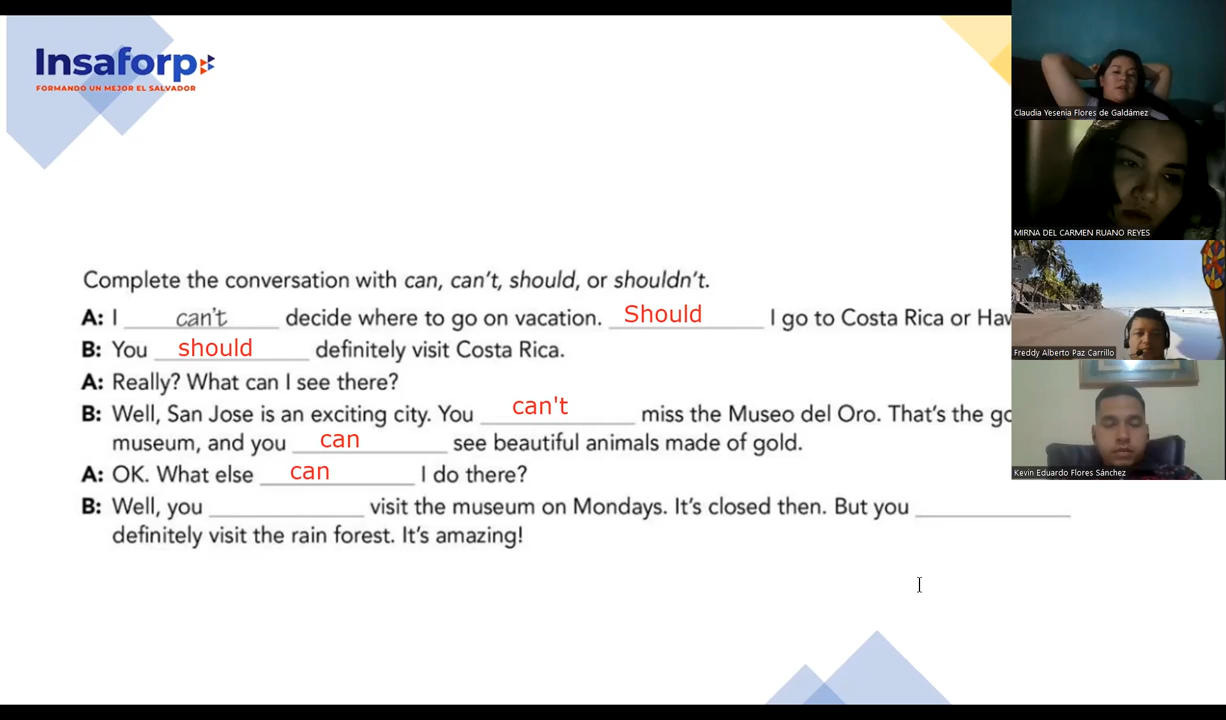 Insaforp
FORMANDO UN MEJOR EL SALVADOR
Complete the conversation with can, can't, should, or shouldn't.
A: I can't decide where to go on vacation. Should I go to Costa Rica or Haw
B: You should definitely visit Costa Rica.
A: Really? What can I see there?
B: Well, San Jose is an exciting city. You can't miss the Museo del Oro. That's the go
museum, and you can see beautiful animals made of gold.
A: OK. What else can I do there?
B: Well, you ____ visit the museum on Mondays. It's closed then. But you ____
definitely visit the rain forest. It's amazing!
Claudia Yesenia Flores de Galdámez
MIRNA DEL CARMEN RUANO REYES
Freddy Alberto Paz Carrillo
Kevin Eduardo Flores Sánchez